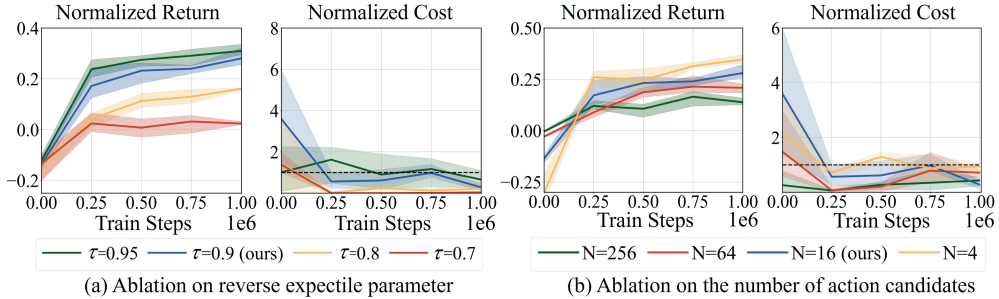 Normalized Return
Normalized Cost
Normalized Return
Normalized Cost
0.4
0.2
0.0
−0.2
0.00 0.25 0.50 0.75 1.00
Train Steps
1e6
8
6
4
2
0.00 0.25 0.50 0.75 1.00
Train Steps
1e6
0.50
0.25
0.00
−0.25
0.00 0.25 0.50 0.75 1.00
Train Steps
1e6
6
4
2
0.00 0.25 0.50 0.75 1.00
Train Steps
1e6
τ=0.95 τ=0.9 (ours) τ=0.8 τ=0.7
N=256 N=64 N=16 (ours) N=4
(a) Ablation on reverse expectile parameter
(b) Ablation on the number of action candidates